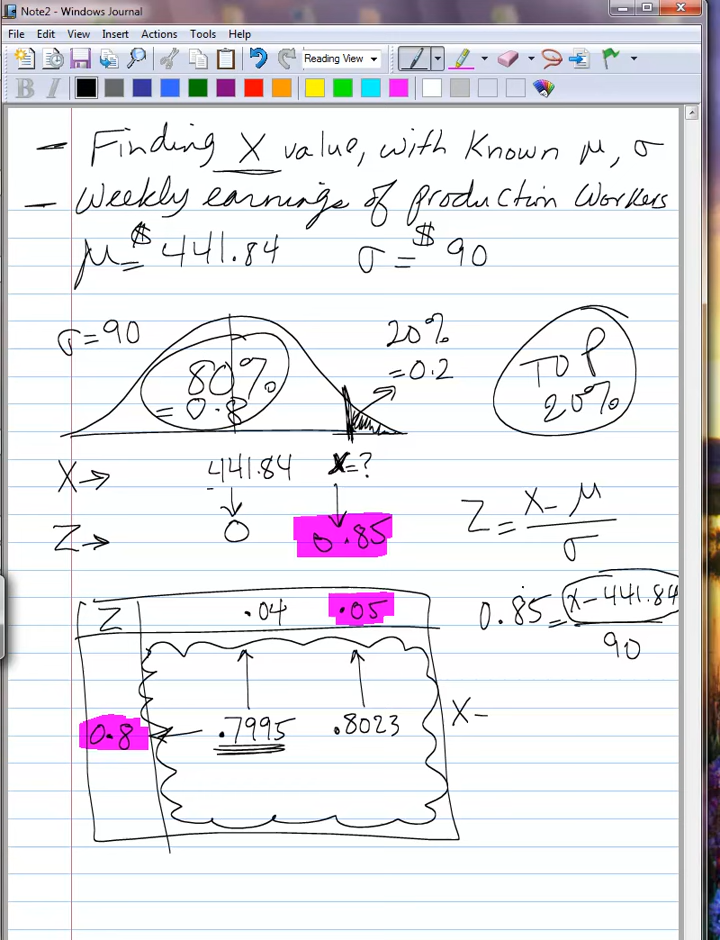 Note2 - Windows Journal
File Edit View Insert Actions Tools Help
Reading View
B I
- Finding X value, with Known μ, σ
- Weekly earnings of production Workers
μ = $441.84 σ = $90
σ = 90
80%
= 0.8
20%
= 0.2
TOP
20%
X → 441.84 X = ?
Z → 0 0.85
Z = X - μ / σ
0.85 = X - 441.84 / 90
Z .04 .05
0.8 .7995 .8023
X =